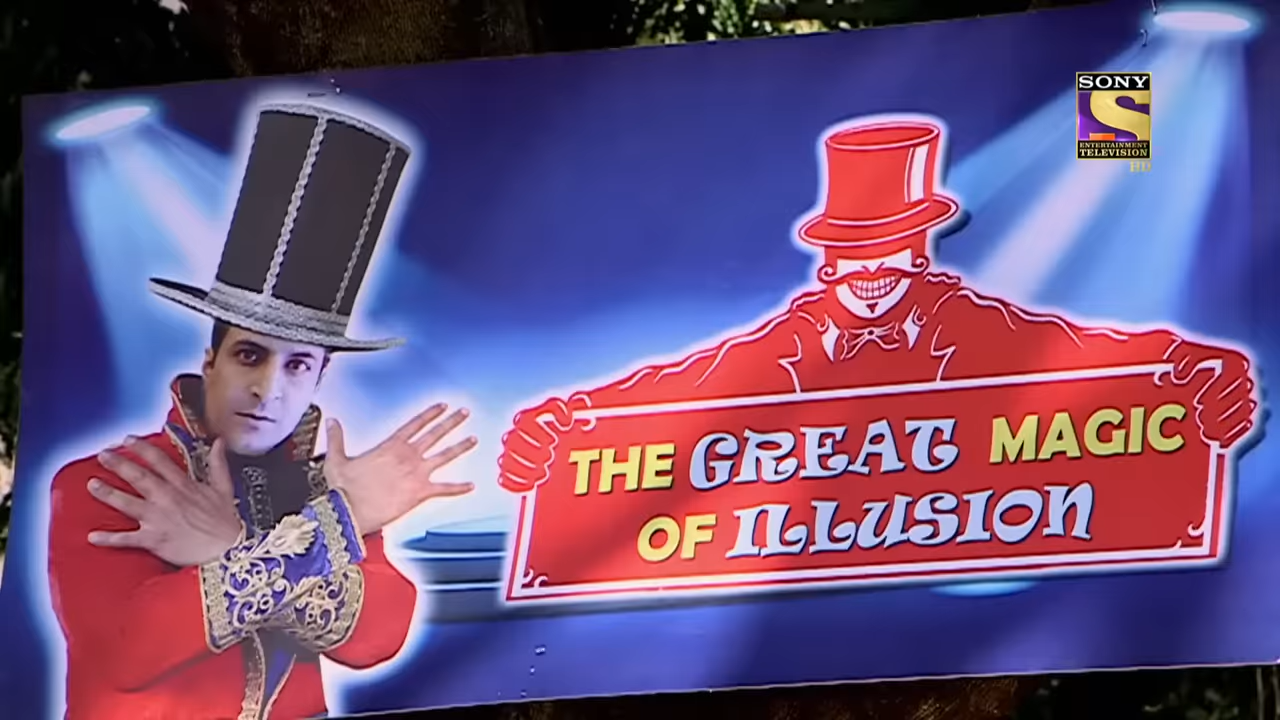 SONY
ENTERTAINMENT
TELEVISION
HD
THE GREAT MAGIC
OF ILLUSION